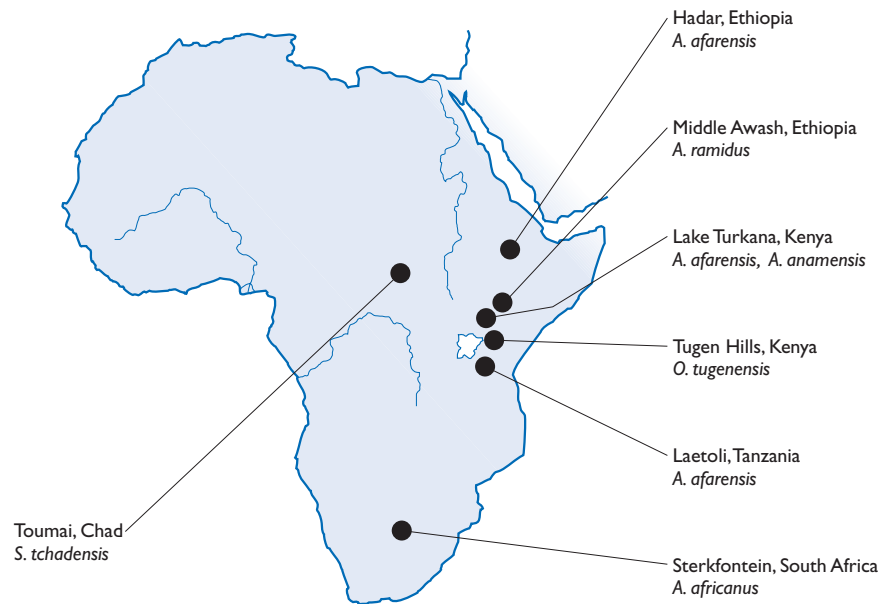 Hadar, Ethiopia
A. afarensis
Middle Awash, Ethiopia
A. ramidus
Lake Turkana, Kenya
A. afarensis, A. anamensis
Tugen Hills, Kenya
O. tugenensis
Laetoli, Tanzania
A. afarensis
Toumai, Chad
S. tchadensis
Sterkfontein, South Africa
A. africanus